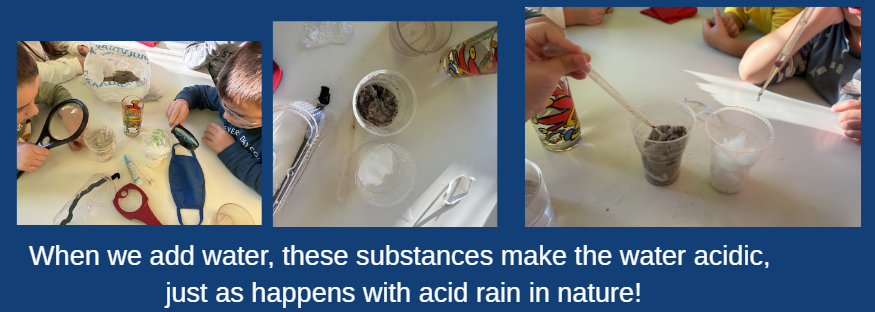 When we add water, these substances make the water acidic,
just as happens with acid rain in nature!